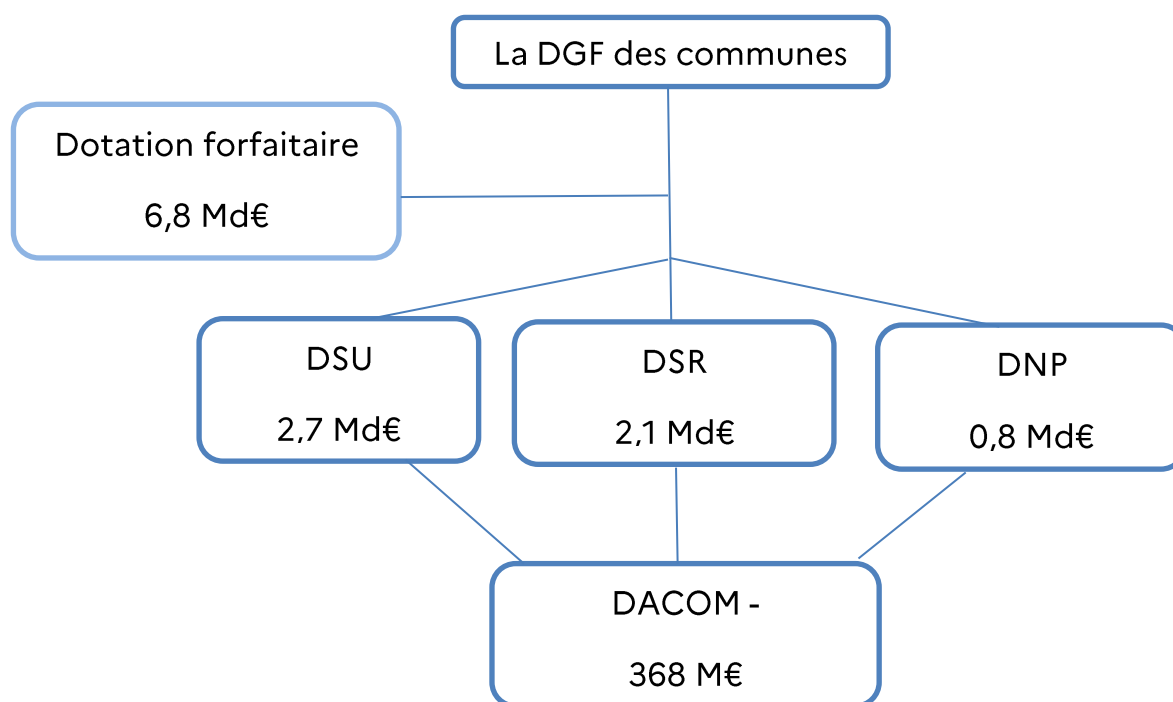 La DGF des communes
Dotation forfaitaire
6,8 Md€
DSU
2,7 Md€
DSR
2,1 Md€
DNP
0,8 Md€
DACOM -
368 M€